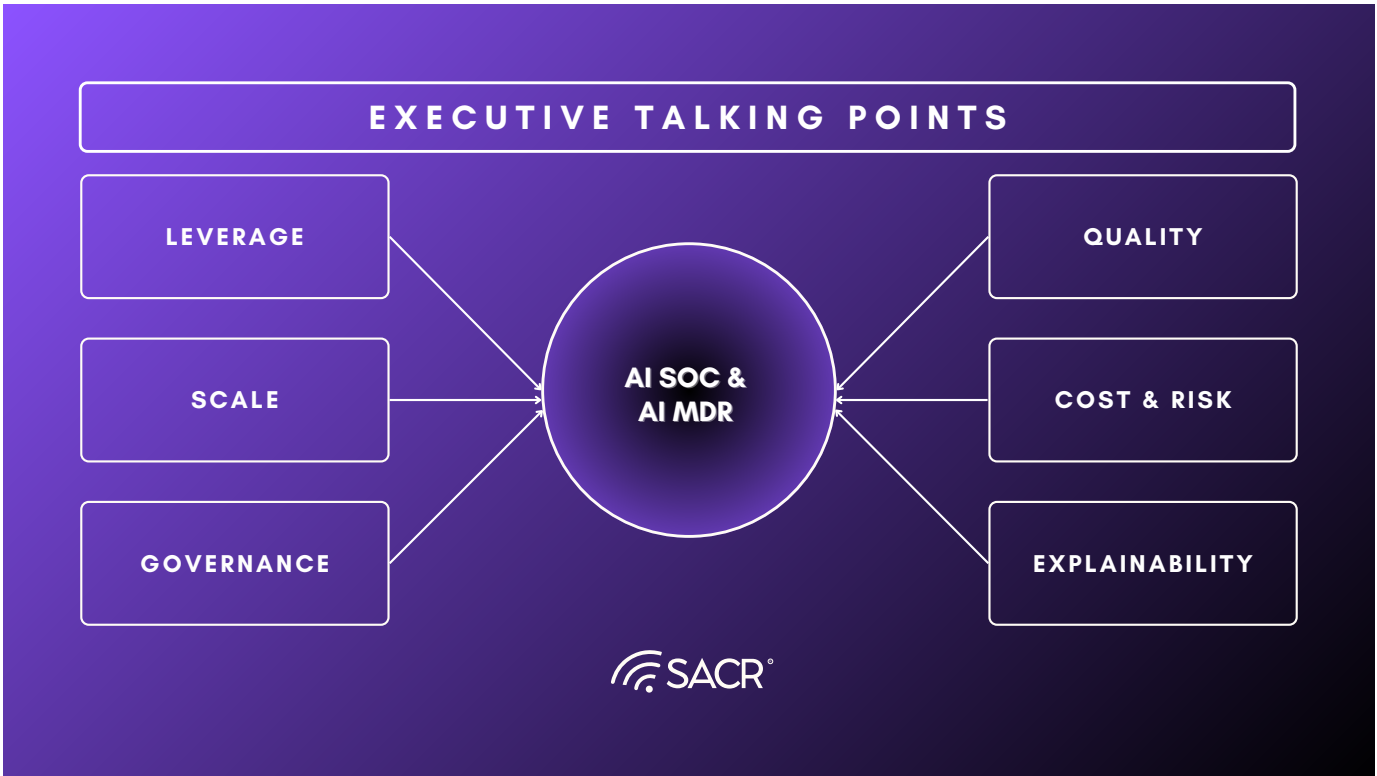 EXECUTIVE TALKING POINTS
LEVERAGE
SCALE
GOVERNANCE
AI SOC &
AI MDR
QUALITY
COST & RISK
EXPLAINABILITY
SACR®